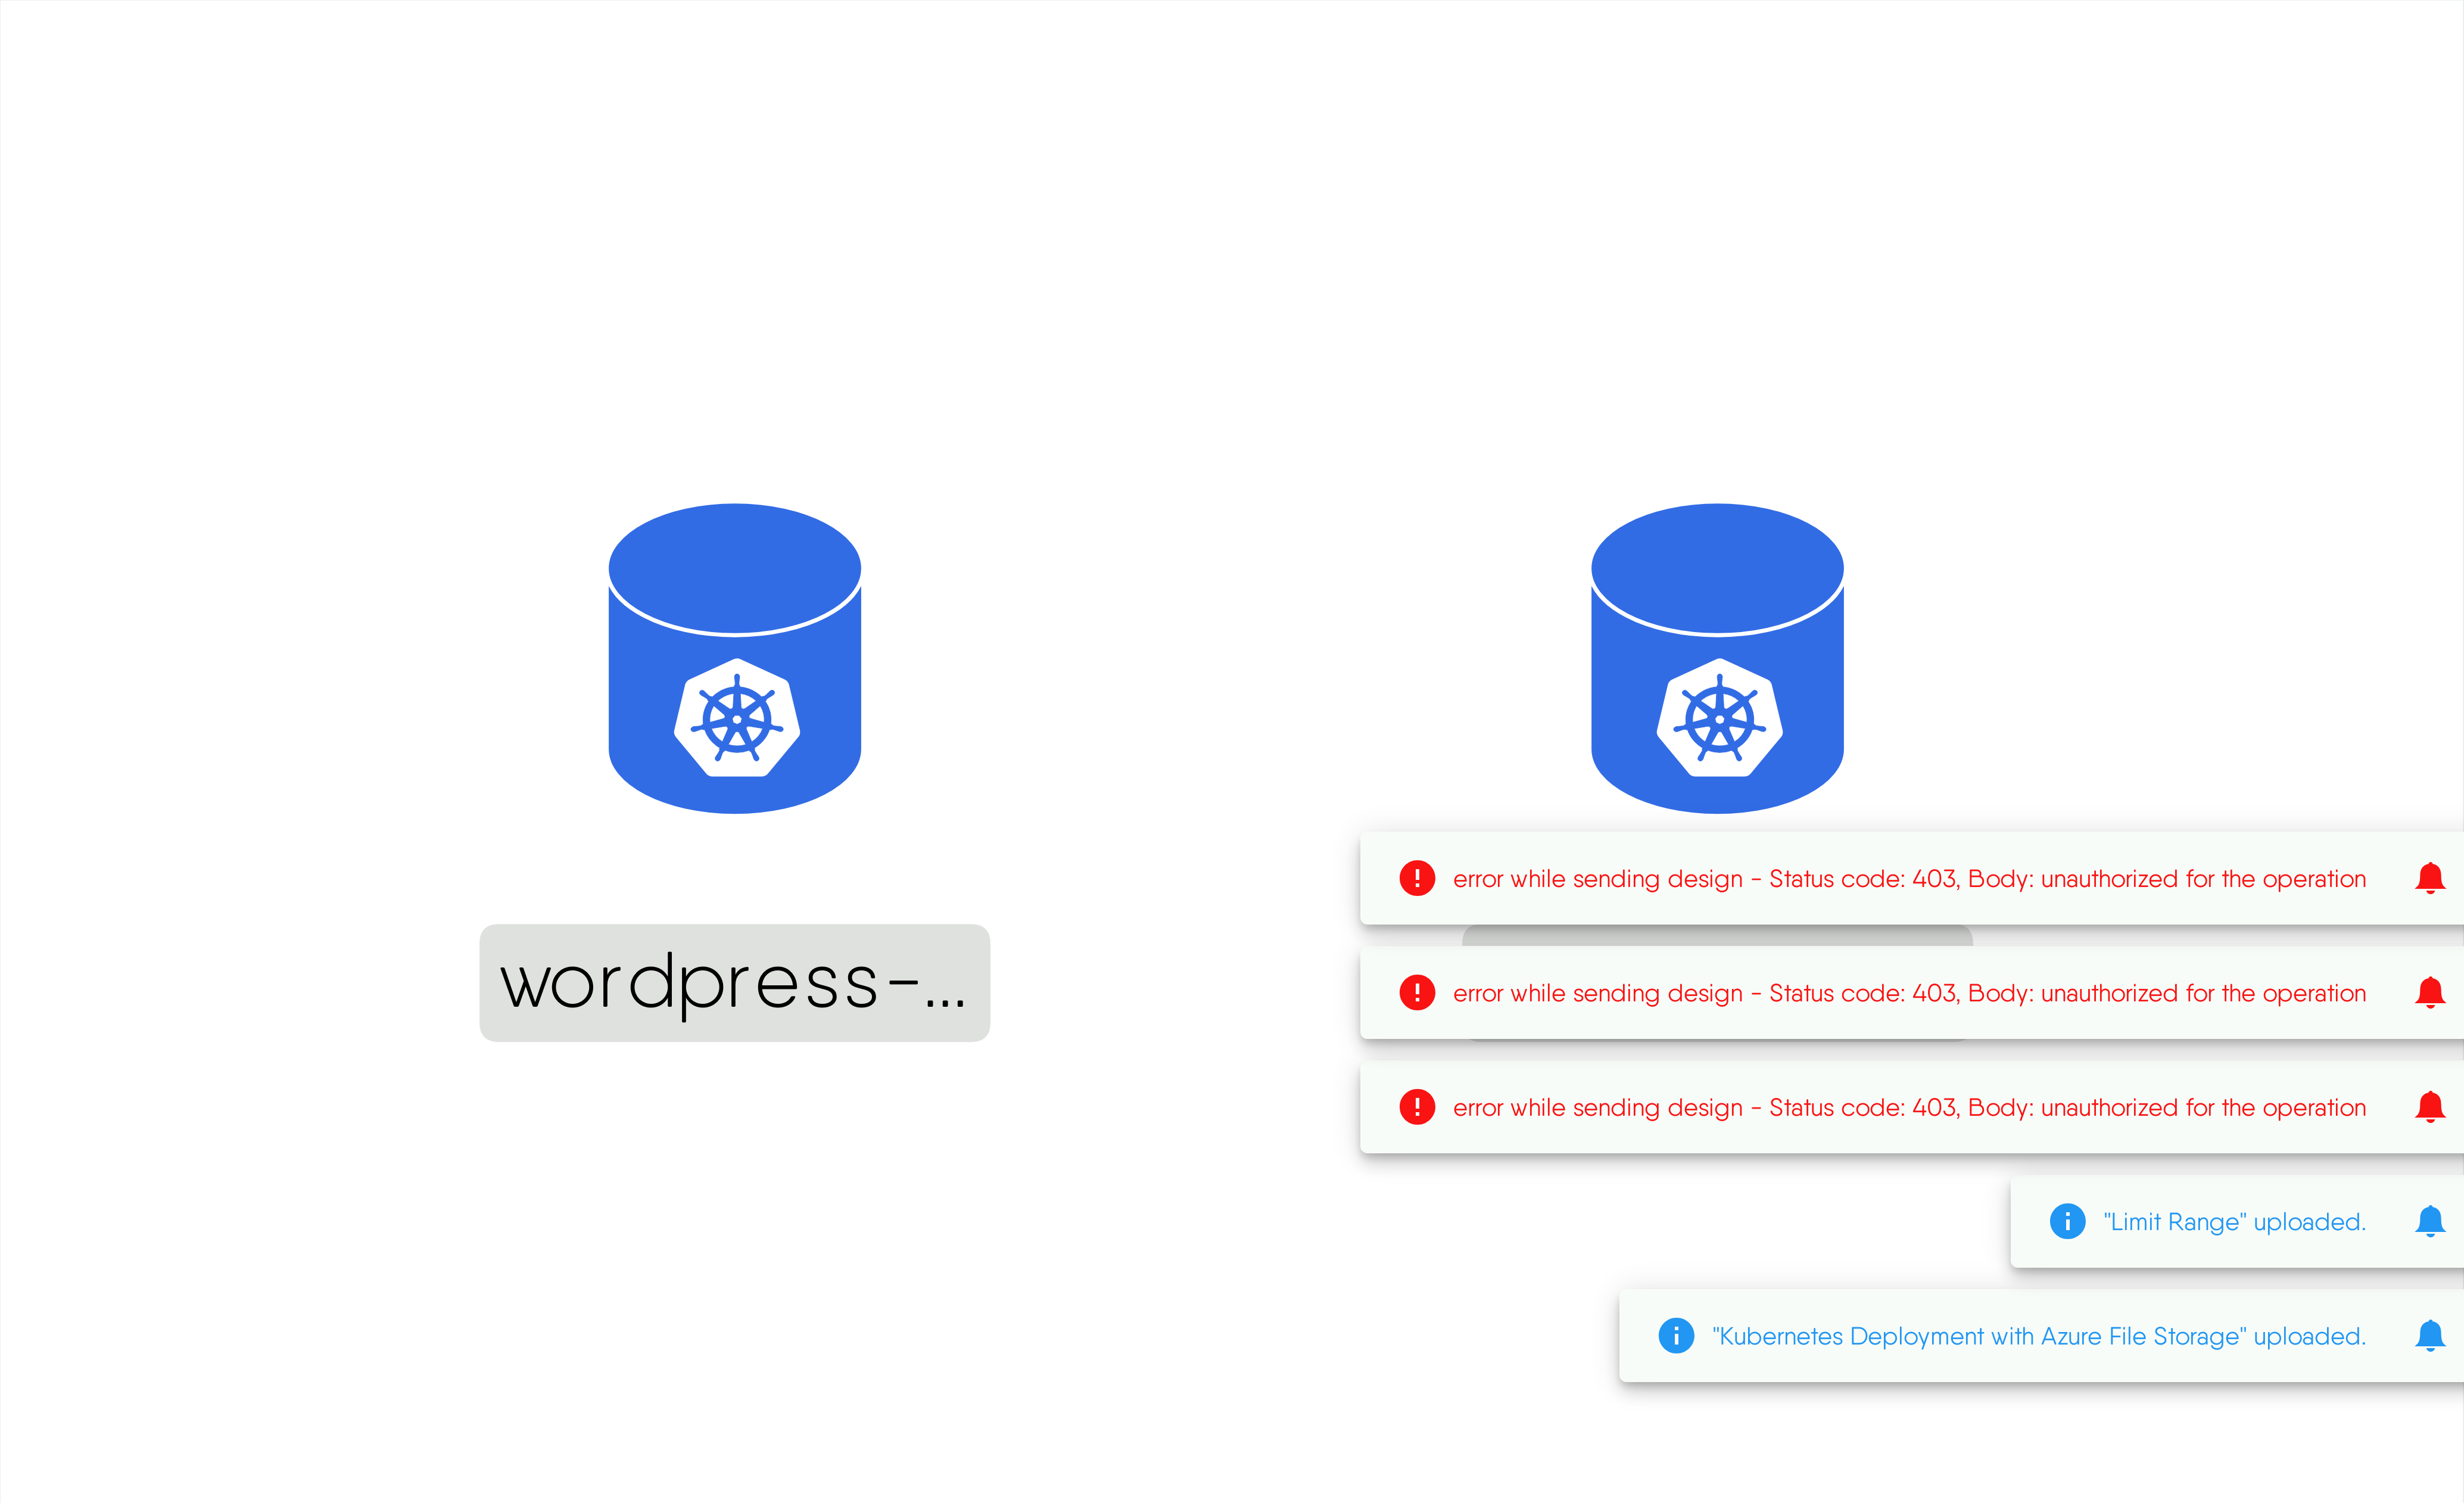 wordpress-...
error while sending design - Status code: 403, Body: unauthorized for the operation
error while sending design - Status code: 403, Body: unauthorized for the operation
error while sending design - Status code: 403, Body: unauthorized for the operation
"Limit Range" uploaded.
"Kubernetes Deployment with Azure File Storage" uploaded.